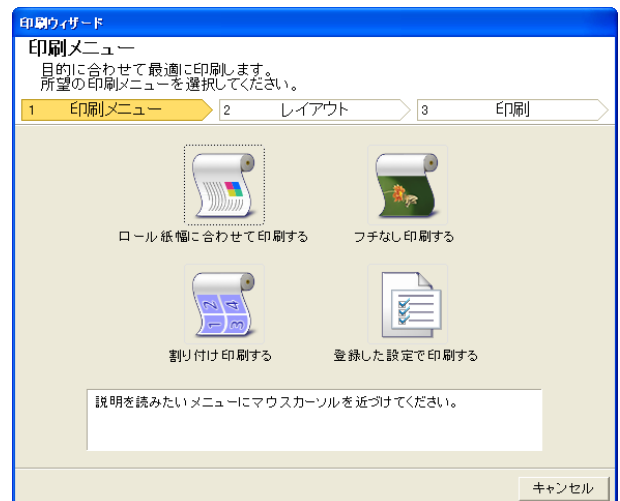 印刷ウィザード
印刷メニュー
目的に合わせて最適に印刷します。
所望の印刷メニューを選択してください。
1 印刷メニュー 2 レイアウト 3 印刷
ロール紙幅に合わせて印刷する フチなし印刷する
1 2 3 4
割り付け印刷する 登録した設定で印刷する
説明を読みたいメニューにマウスカーソルを近づけてください。
キャンセル